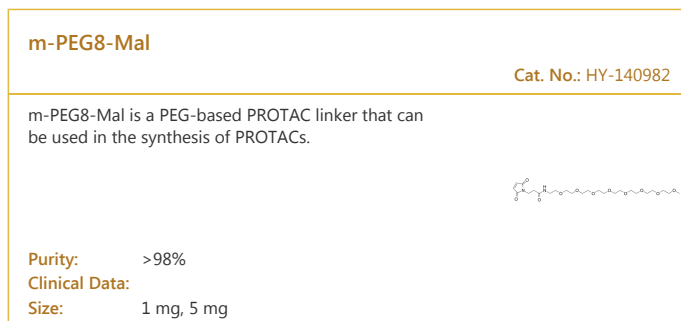 m-PEG8-Mal
Cat. No.: HY-140982
m-PEG8-Mal is a PEG-based PROTAC linker that can
be used in the synthesis of PROTACs.
Purity: >98%
Clinical Data:
Size: 1 mg, 5 mg